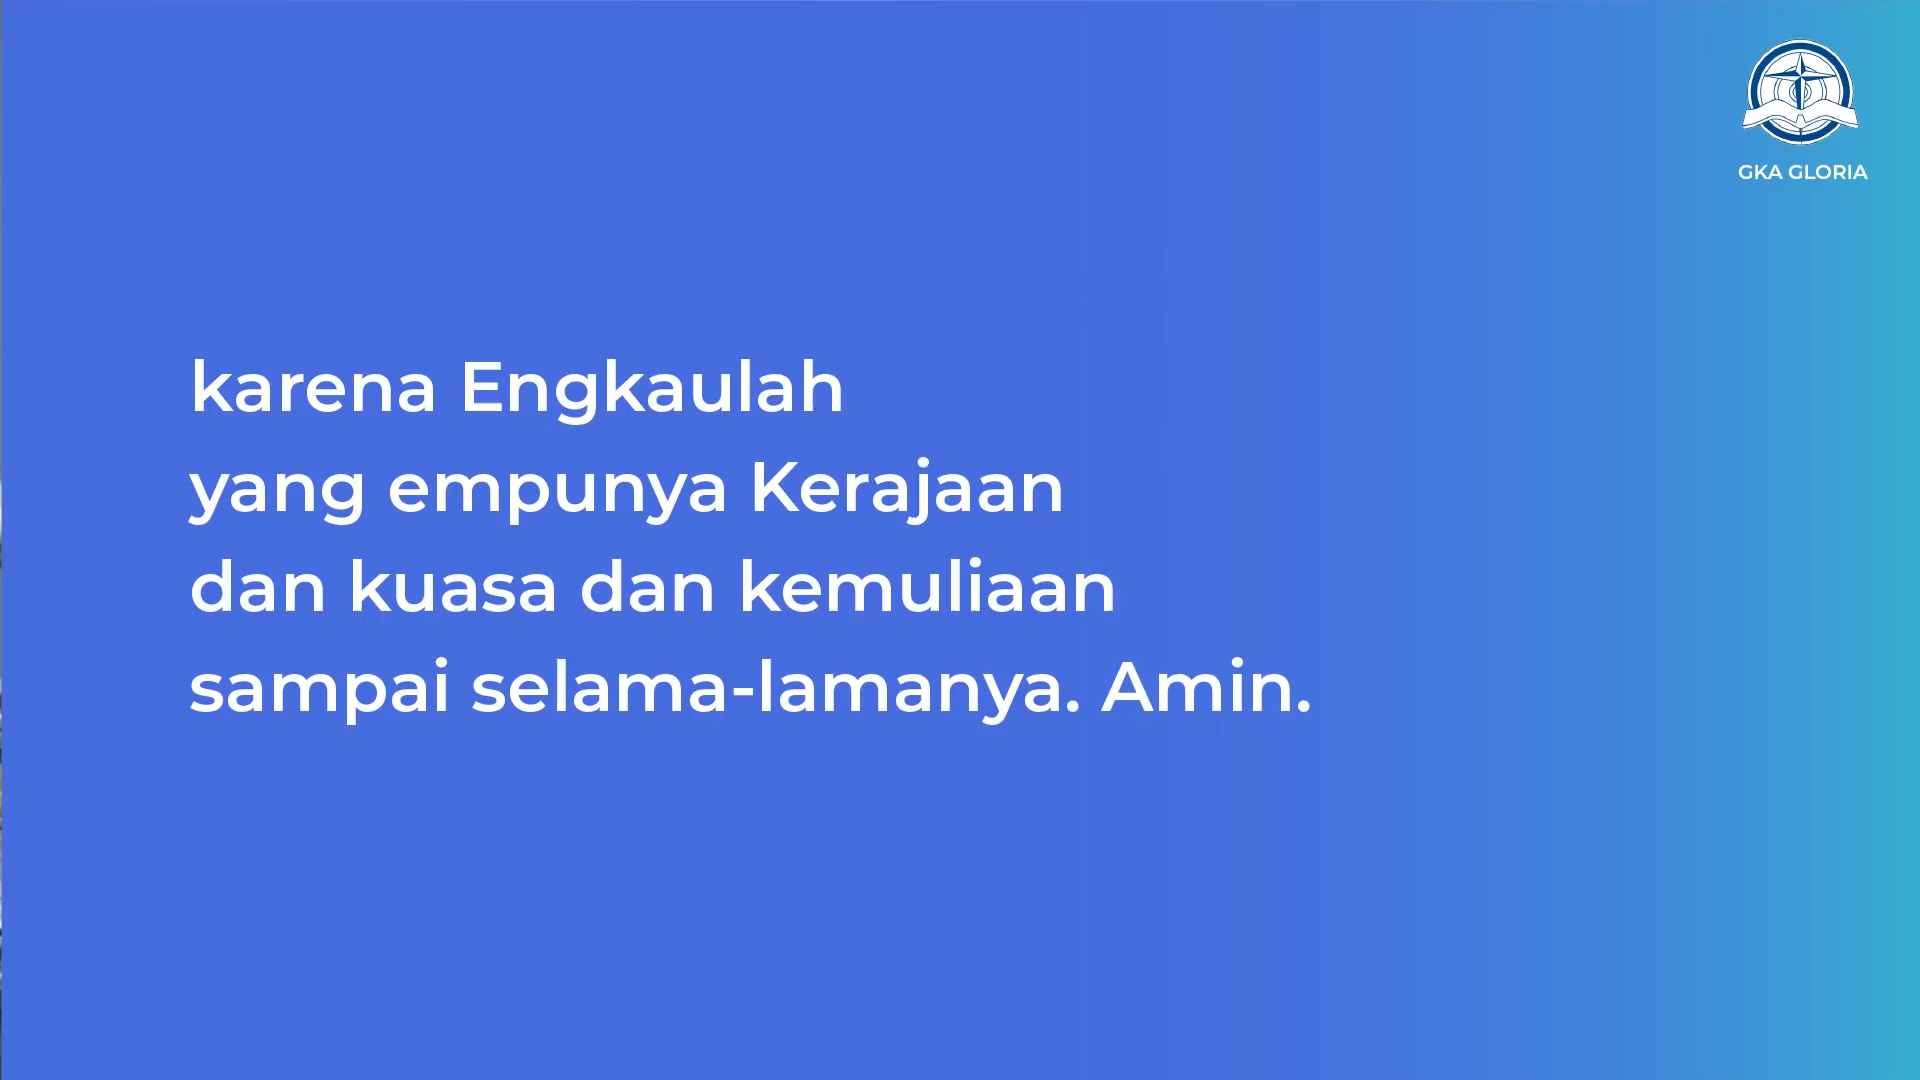 GKA GLORIA
karena Engkaulah
yang empunya Kerajaan
dan kuasa dan kemuliaan
sampai selama-lamanya. Amin.